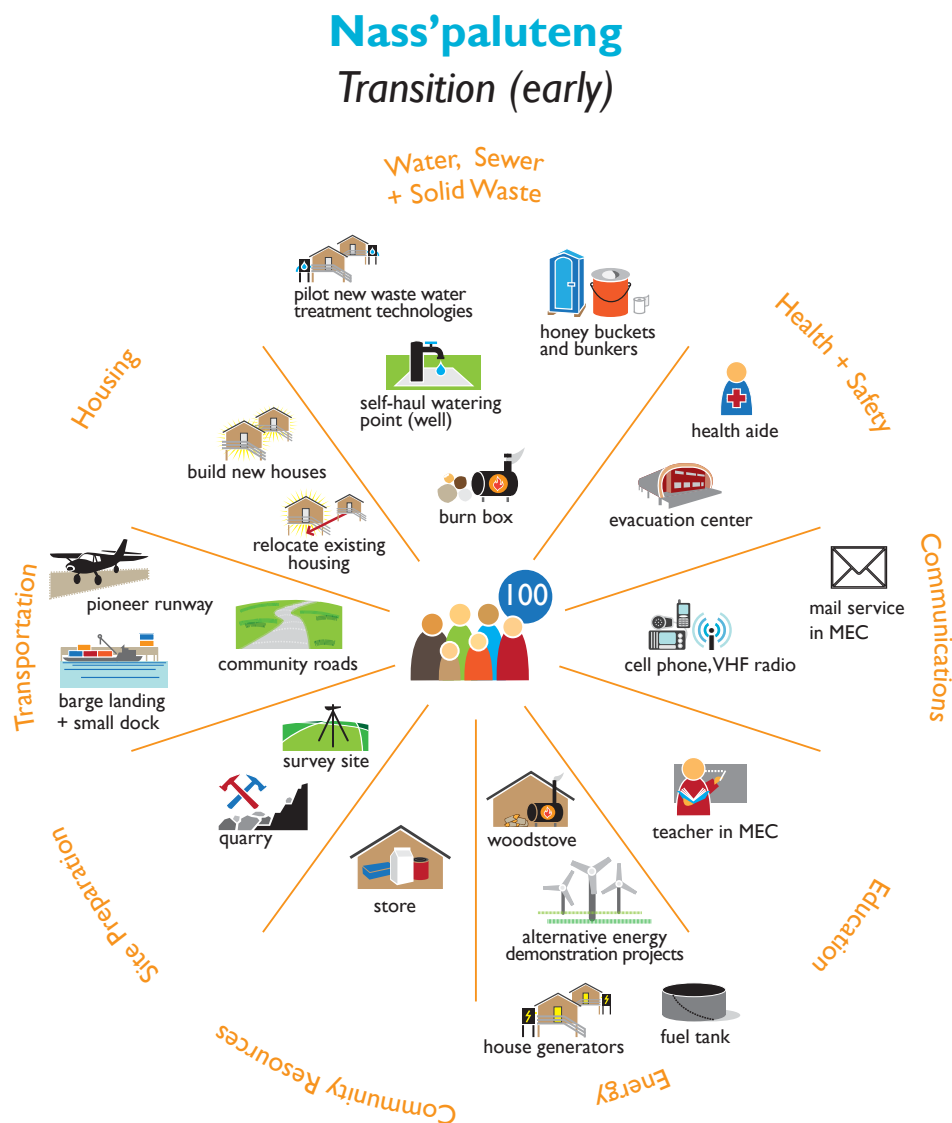 Nass'paluteng
Transition (early)
Water, Sewer
+ Solid Waste
pilot new waste water
treatment technologies
honey buckets
and bunkers
self-haul watering
point (well)
burn box
Health + Safety
health aide
evacuation center
Communications
mail service
in MEC
cell phone, VHF radio
Education
teacher in MEC
Energy
woodstove
alternative energy
demonstration projects
house generators
fuel tank
Community Resources
store
Site Preparation
survey site
quarry
Transportation
pioneer runway
community roads
barge landing
+ small dock
Housing
build new houses
relocate existing
housing
100